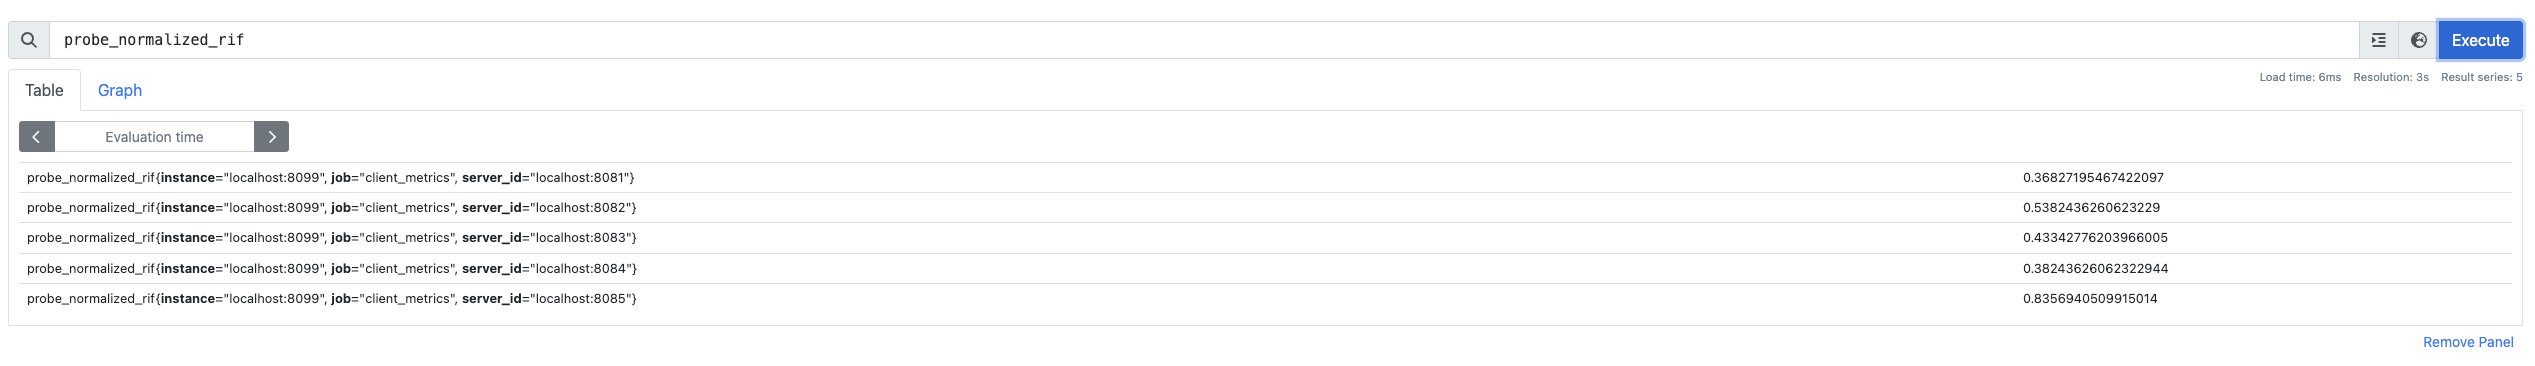 probe_normalized_rif
Execute
Table Graph
Load time: 6ms Resolution: 3s Result series: 5
Evaluation time
probe_normalized_rif{instance="localhost:8099", job="client_metrics", server_id="localhost:8081"} 0.36827195467422097
probe_normalized_rif{instance="localhost:8099", job="client_metrics", server_id="localhost:8082"} 0.5382436260623229
probe_normalized_rif{instance="localhost:8099", job="client_metrics", server_id="localhost:8083"} 0.43342776203966005
probe_normalized_rif{instance="localhost:8099", job="client_metrics", server_id="localhost:8084"} 0.38243626062322944
probe_normalized_rif{instance="localhost:8099", job="client_metrics", server_id="localhost:8085"} 0.8356940509915014
Remove Panel